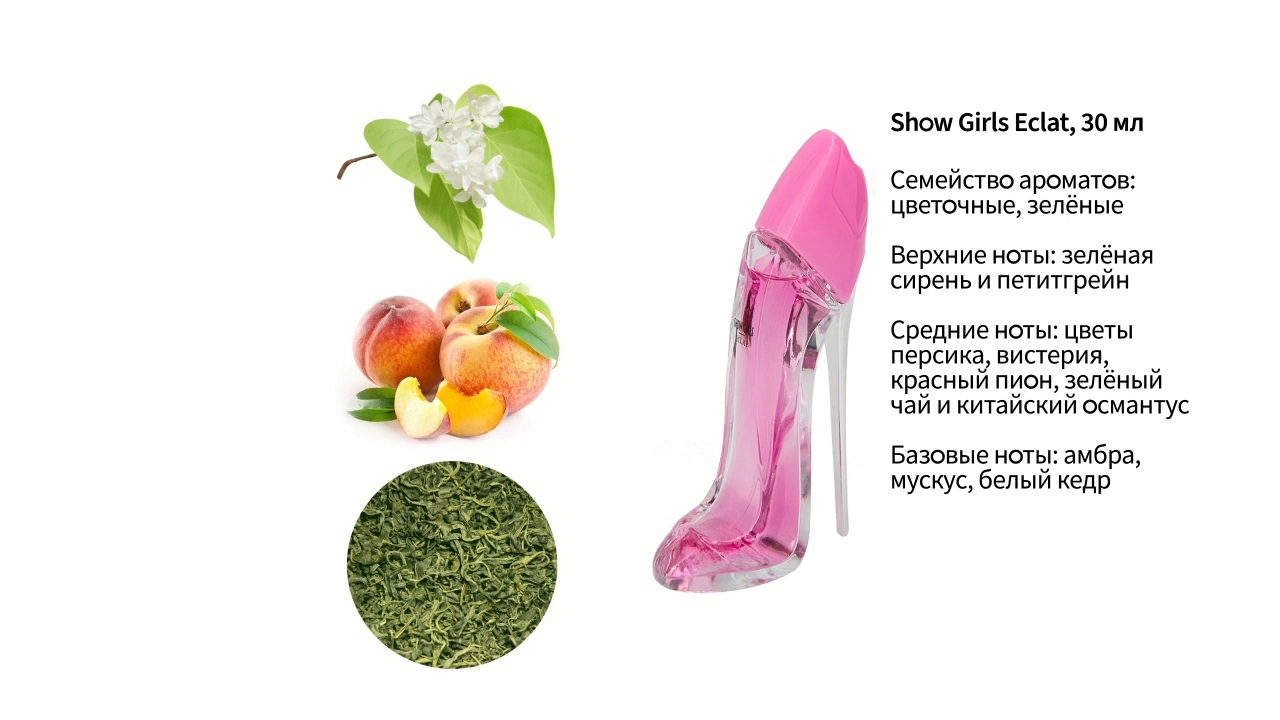 Show Girls Eclat, 30 мл
Семейство ароматов:
цветочные, зелёные
Верхние ноты: зелёная
сирень и петитгрейн
Средние ноты: цветы
персика, вистерия,
красный пион, зелёный
чай и китайский османтус
Базовые ноты: амбра,
мускус, белый кедр